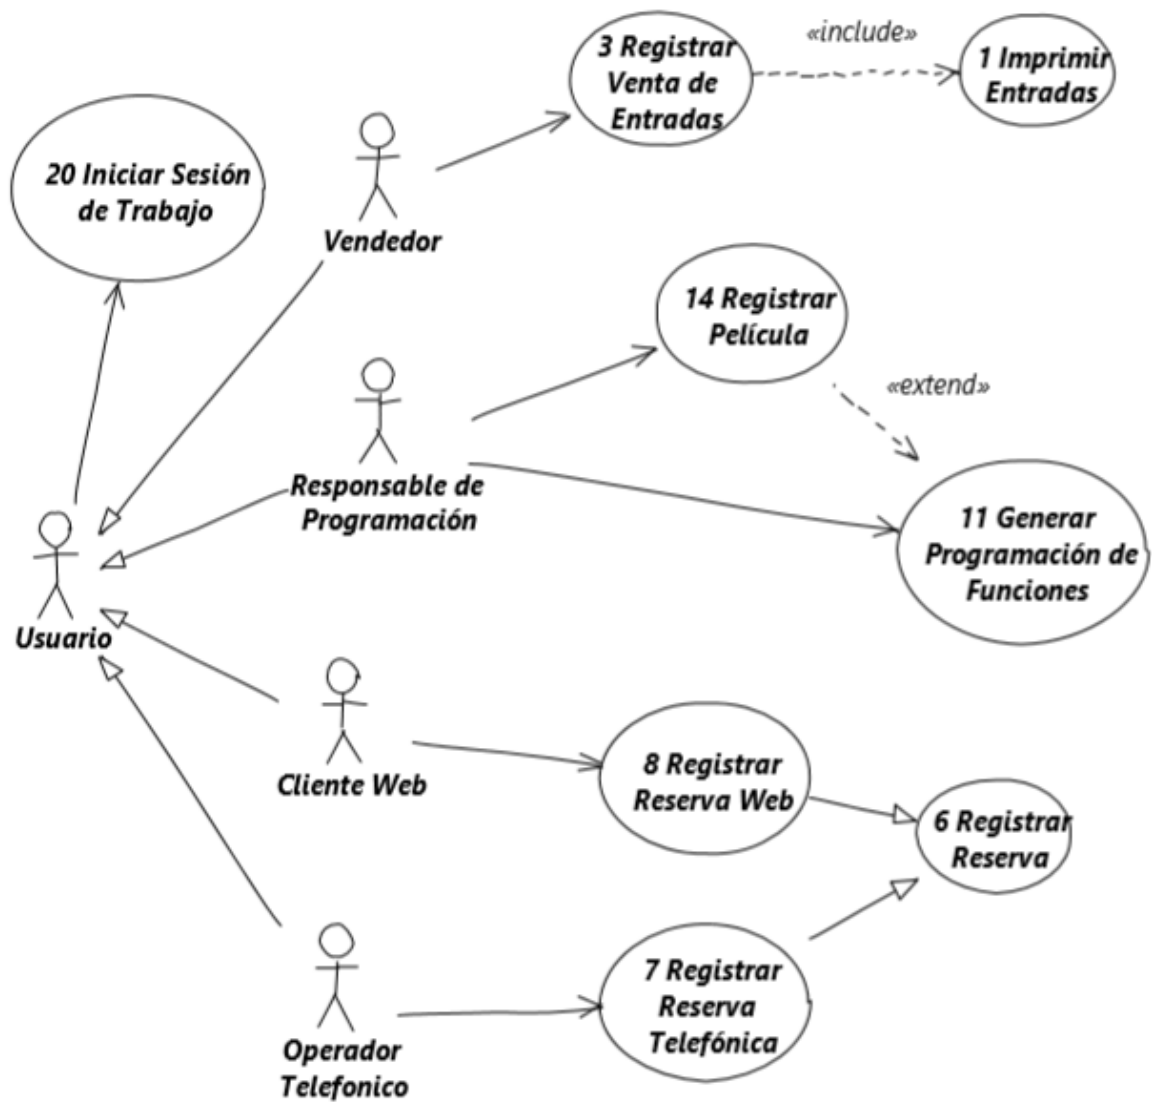 3 Registrar
Venta de
Entradas
«include»
1 Imprimir
Entradas
20 Iniciar Sesión
de Trabajo
Vendedor
14 Registrar
Película
«extend»
Responsable de
Programación
11 Generar
Programación de
Funciones
Usuario
Cliente Web
8 Registrar
Reserva Web
6 Registrar
Reserva
7 Registrar
Reserva
Telefónica
Operador
Telefonico